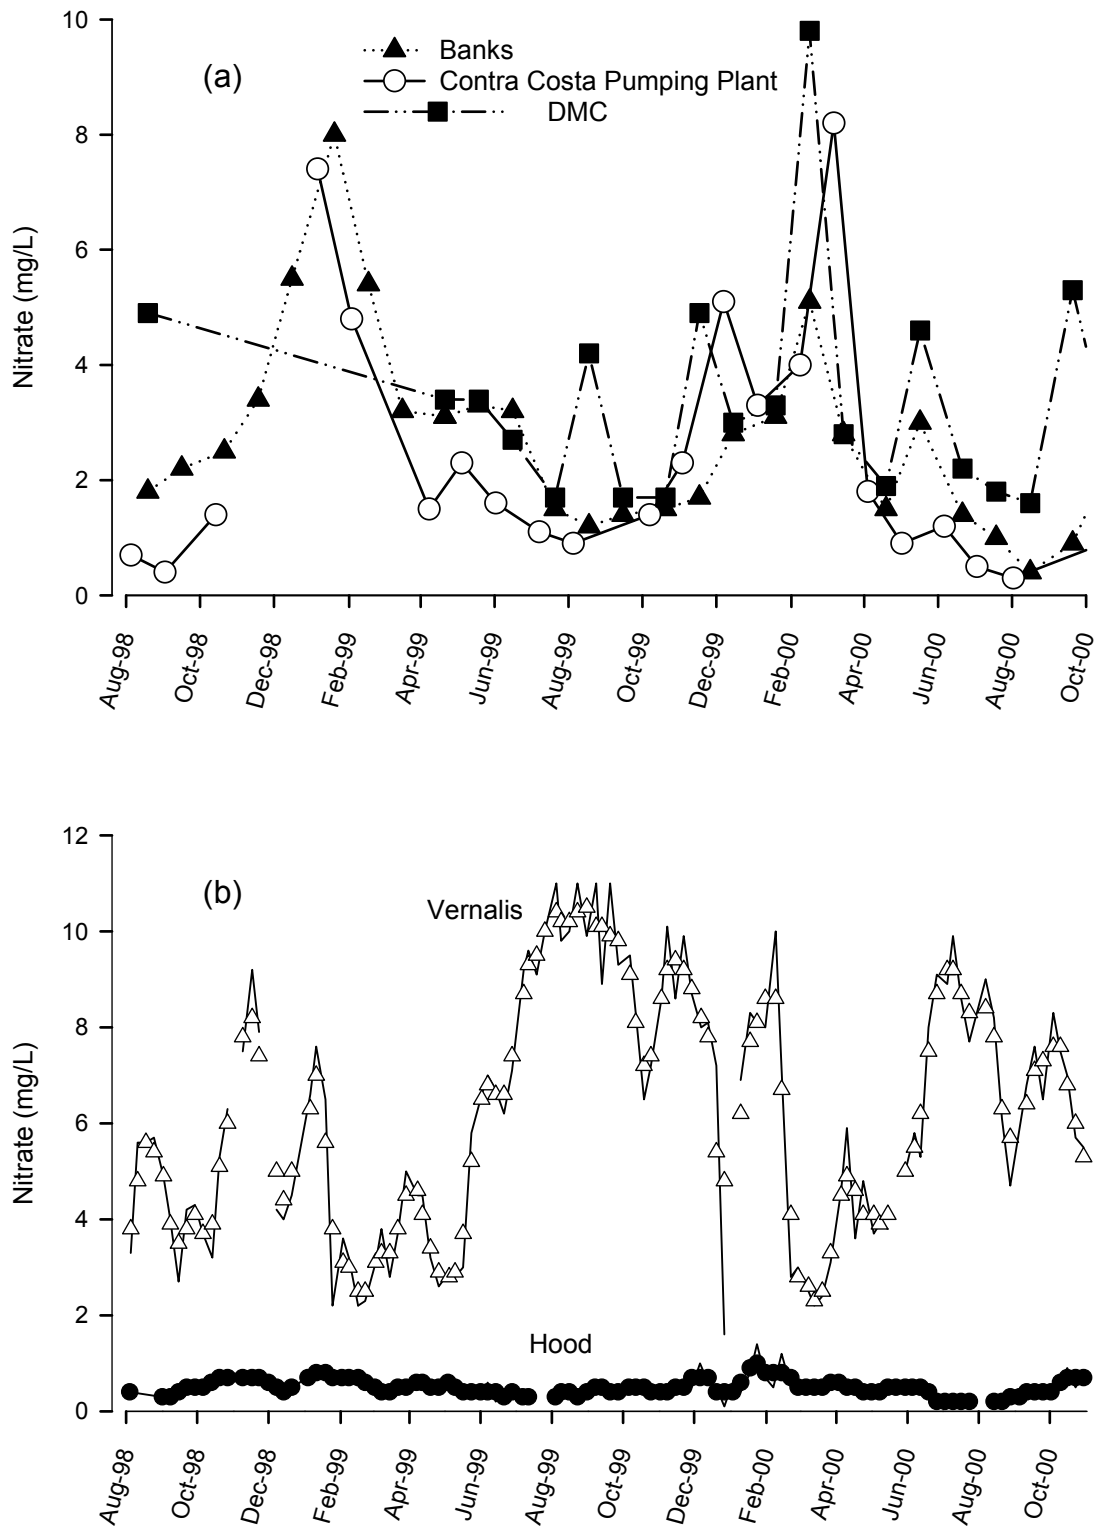 10
(a)
Banks
Contra Costa Pumping Plant
DMC
8
6
4
2
0
Nitrate (mg/L)
Aug-98
Oct-98
Dec-98
Feb-99
Apr-99
Jun-99
Aug-99
Oct-99
Dec-99
Feb-00
Apr-00
Jun-00
Aug-00
Oct-00
12
(b)
Vernalis
10
8
6
4
2
0
Nitrate (mg/L)
Hood
Aug-98
Oct-98
Dec-98
Feb-99
Apr-99
Jun-99
Aug-99
Oct-99
Dec-99
Feb-00
Apr-00
Jun-00
Aug-00
Oct-00